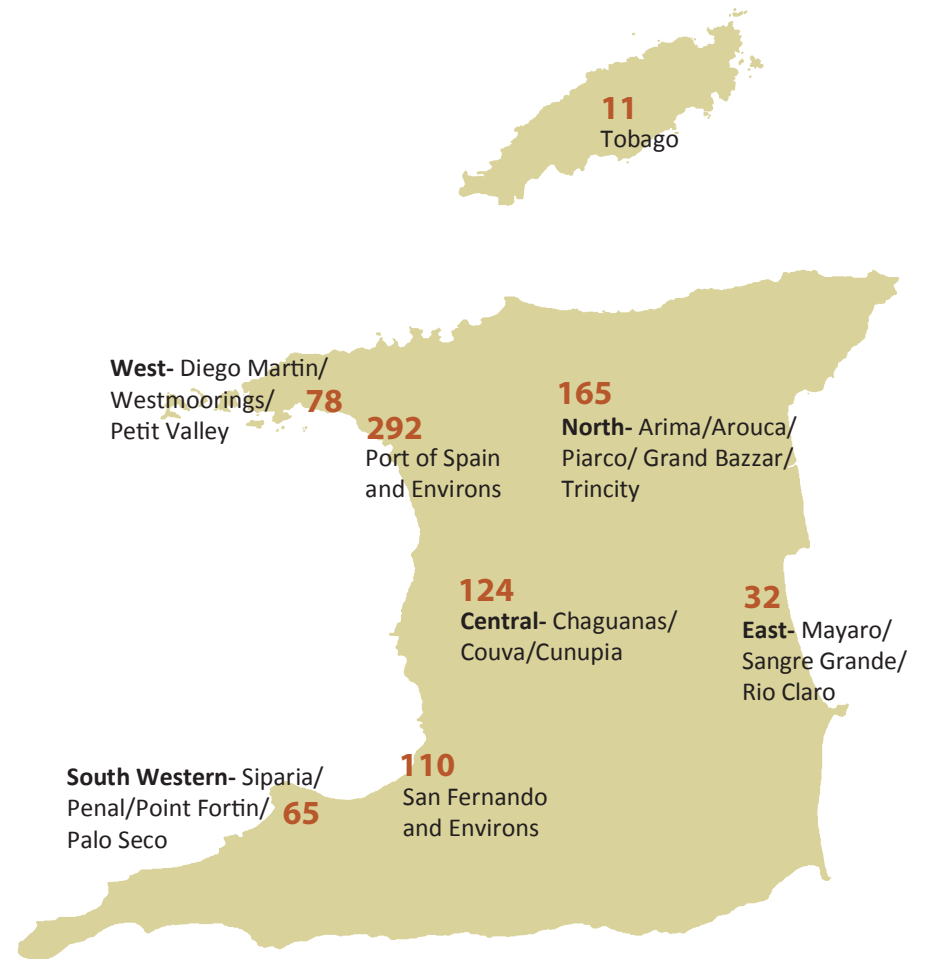 11
Tobago
West- Diego Martin/
Westmoorings/
Petit Valley
78
292
Port of Spain
and Environs
165
North- Arima/Arouca/
Piarco/ Grand Bazzar/
Trincity
124
Central- Chaguanas/
Couva/Cunupia
32
East- Mayaro/
Sangre Grande/
Rio Claro
South Western- Siparia/
Penal/Point Fortin/
Palo Seco
65
110
San Fernando
and Environs